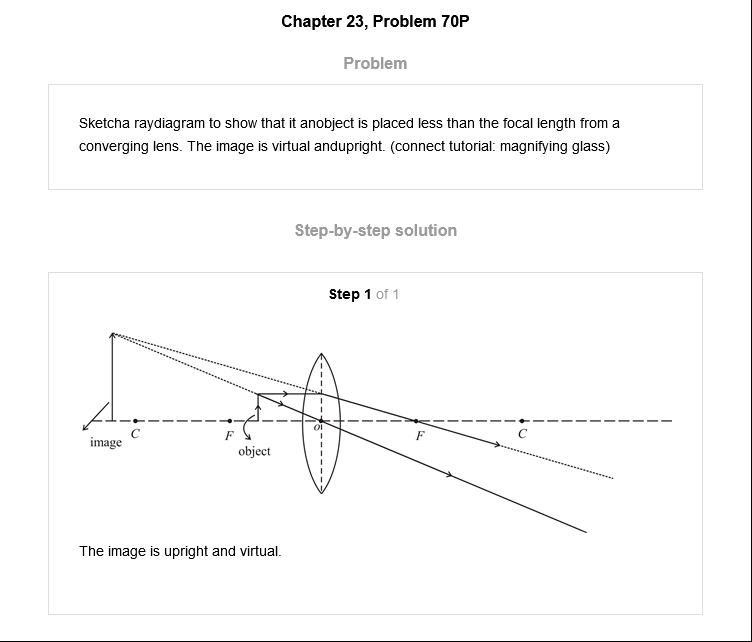 Chapter 23, Problem 70P
Problem
Sketcha raydiagram to show that it anobject is placed less than the focal length from a
converging lens. The image is virtual andupright. (connect tutorial: magnifying glass)
Step-by-step solution
Step 1 of 1
image
C
F
object
o
F
C
The image is upright and virtual.